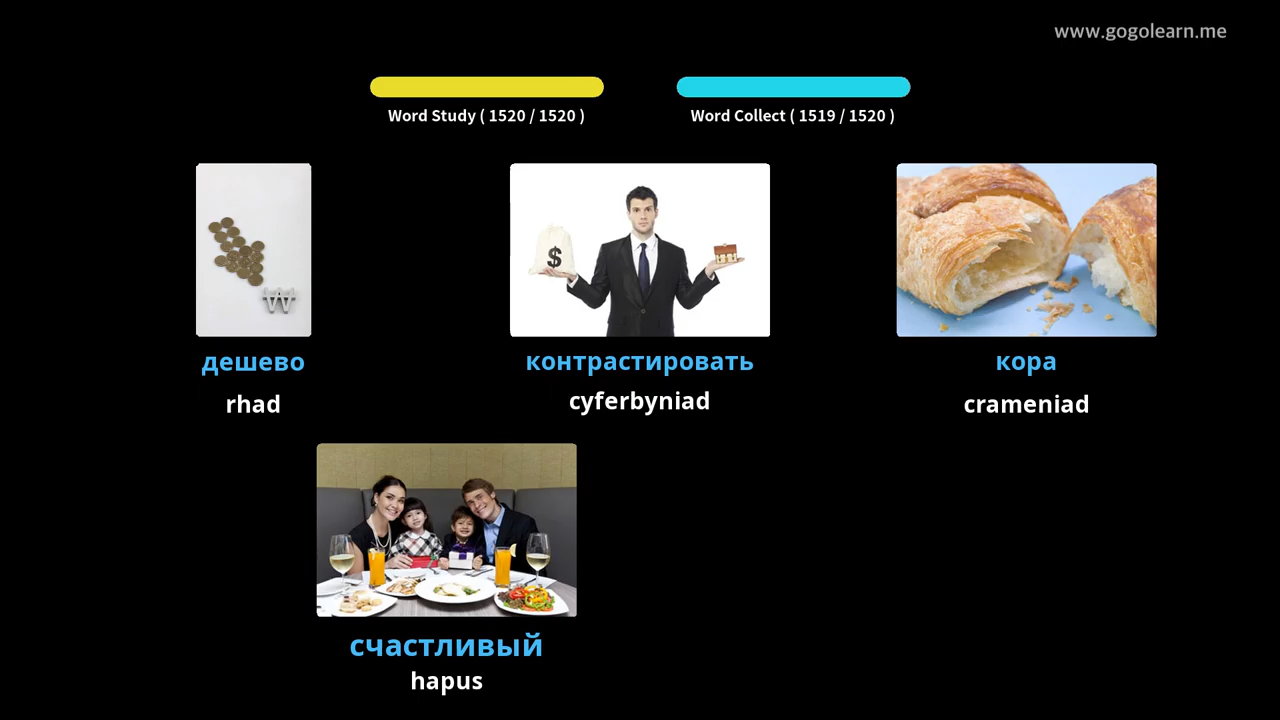 www.gogolearn.me
Word Study ( 1520 / 1520 )
Word Collect ( 1519 / 1520 )
$
₩
дешево
контрастировать
кора
rhad
cyferbyniad
crameniad
счастливый
hapus